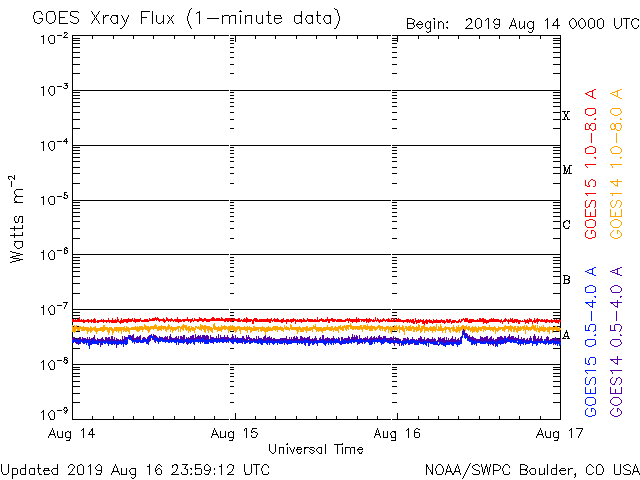 GOES Xray Flux (1-minute data)
Begin: 2019 Aug 14 0000 UTC
10-2
10-3
10-4
10-5
10-6
10-7
10-8
10-9
Watts m-2
X
M
C
B
A
GOES15 1.0-8.0 A
GOES14 1.0-8.0 A
GOES15 0.5-4.0 A
GOES14 0.5-4.0 A
Aug 14
Aug 15
Aug 16
Aug 17
Universal Time
Updated 2019 Aug 16 23:59:12 UTC
NOAA/SWPC Boulder, CO USA